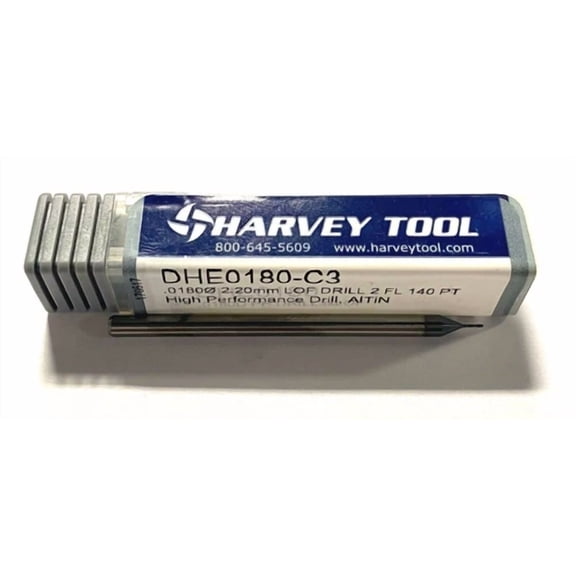 HARVEY TOOL
800-645-5609 www.harveytool.com
DHE0180-C3
.0180Ø 2.20mm LOF DRILL 2 FL 140 PT
High Performance Drill, AlTiN